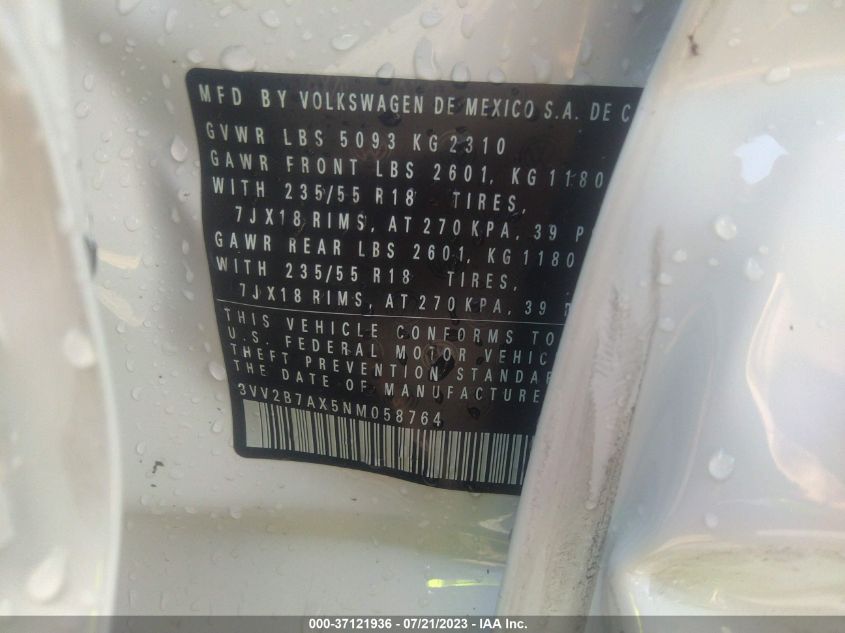 MFD BY VOLKSWAGEN DE MEXICO S.A. DE C
GVWR LBS 5093 KG 2310
GAWR FRONT LBS 2601, KG 1180
WITH 235/55 R18 TIRES,
7JX18 RIMS, AT 270 KPA, 39 P
GAWR REAR LBS 2601, KG 1180
WITH 235/55 R18 TIRES,
7JX18 RIMS, AT 270 KPA, 39
THIS VEHICLE CONFORMS TO
U.S. FEDERAL MOTOR VEHIC
THEFT PREVENTION STANDAR
THE DATE OF MANUFACTURE
3VV2B7AX5NM058764
000-37121936 - 07/21/2023 - IAA Inc.